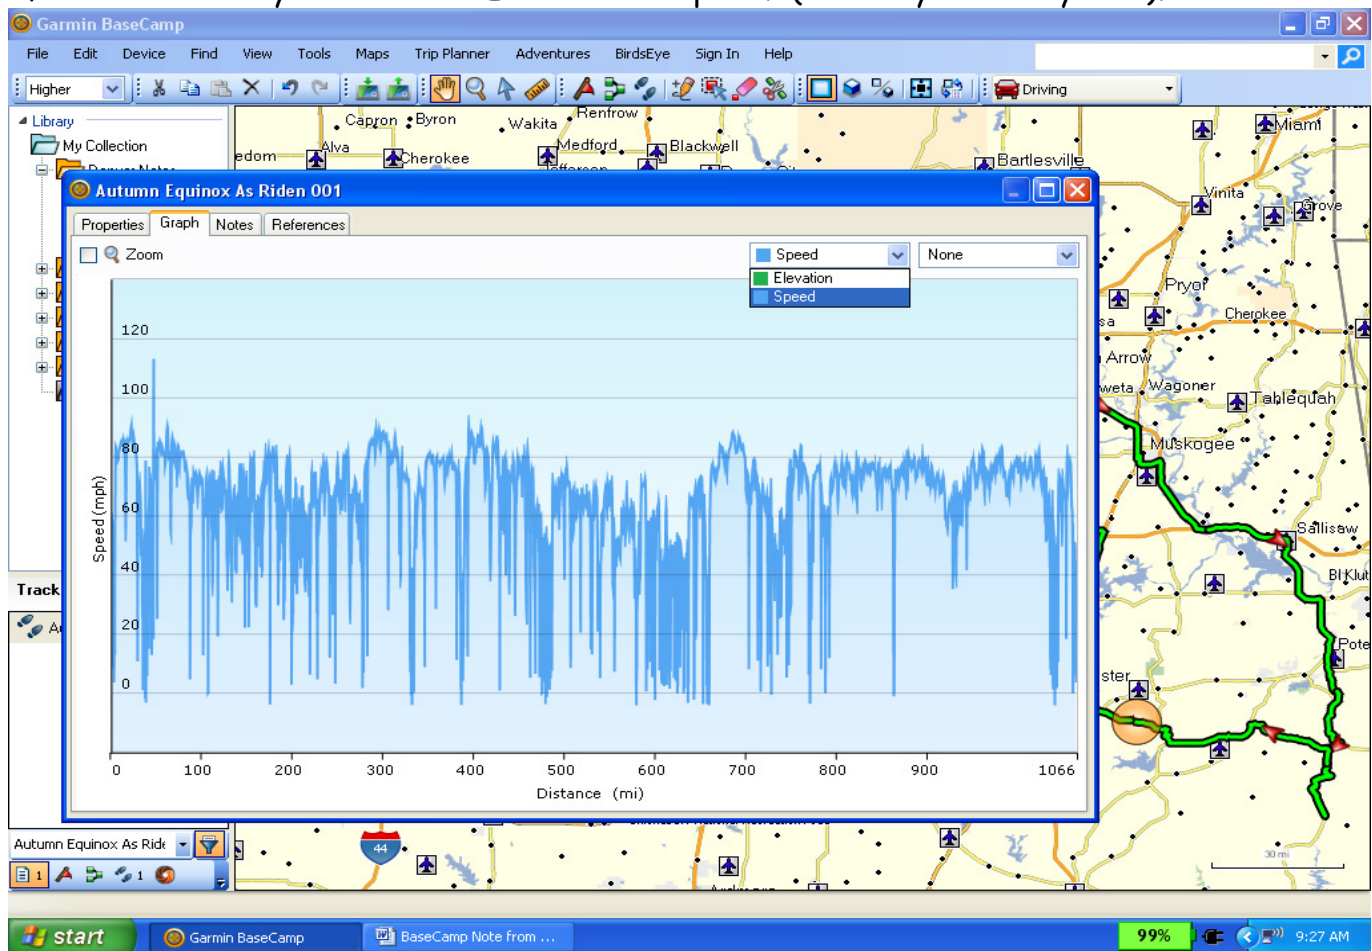 Garmin BaseCamp
File Edit Device Find View Tools Maps Trip Planner Adventures BirdsEye Sign In Help
Higher
Driving
Library
My Collection
Capron Byron Wakita Renfrow
Alva Cherokee Medford Blackwell Bartlesville Miami
Autumn Equinox As Riden 001
Properties Graph Notes References
Zoom
Speed None
Elevation
Speed
120
100
80
60
40
20
0
Speed (mph)
0 100 200 300 400 500 600 700 800 900 1066
Distance (mi)
Vinita
Grove
Pryor
Cherokee
Arrow
Wagoner
Tahlequah
Muskogee
Sallisaw
Track
44
30 mi
Autumn Equinox As Ride
1 1
start Garmin BaseCamp BaseCamp Note from ... 99% 9:27 AM